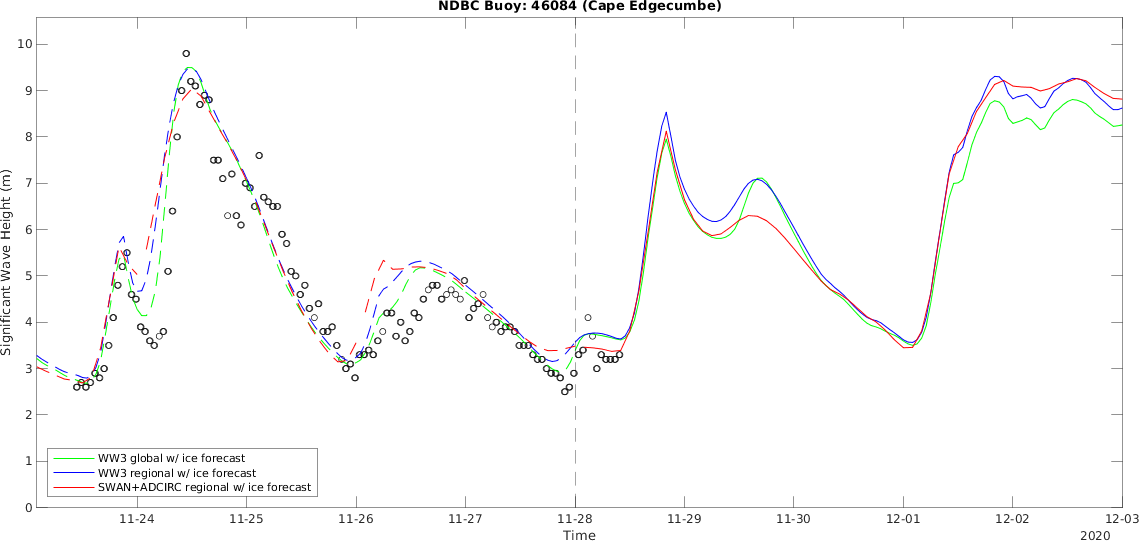 NDBC Buoy: 46084 (Cape Edgecumbe)
Significant Wave Height (m)
10
9
8
7
6
5
4
3
2
1
0
WW3 global w/ ice forecast
WW3 regional w/ ice forecast
SWAN+ADCIRC regional w/ ice forecast
11-24 11-25 11-26 11-27 11-28 11-29 11-30 12-01 12-02 12-03
Time
2020